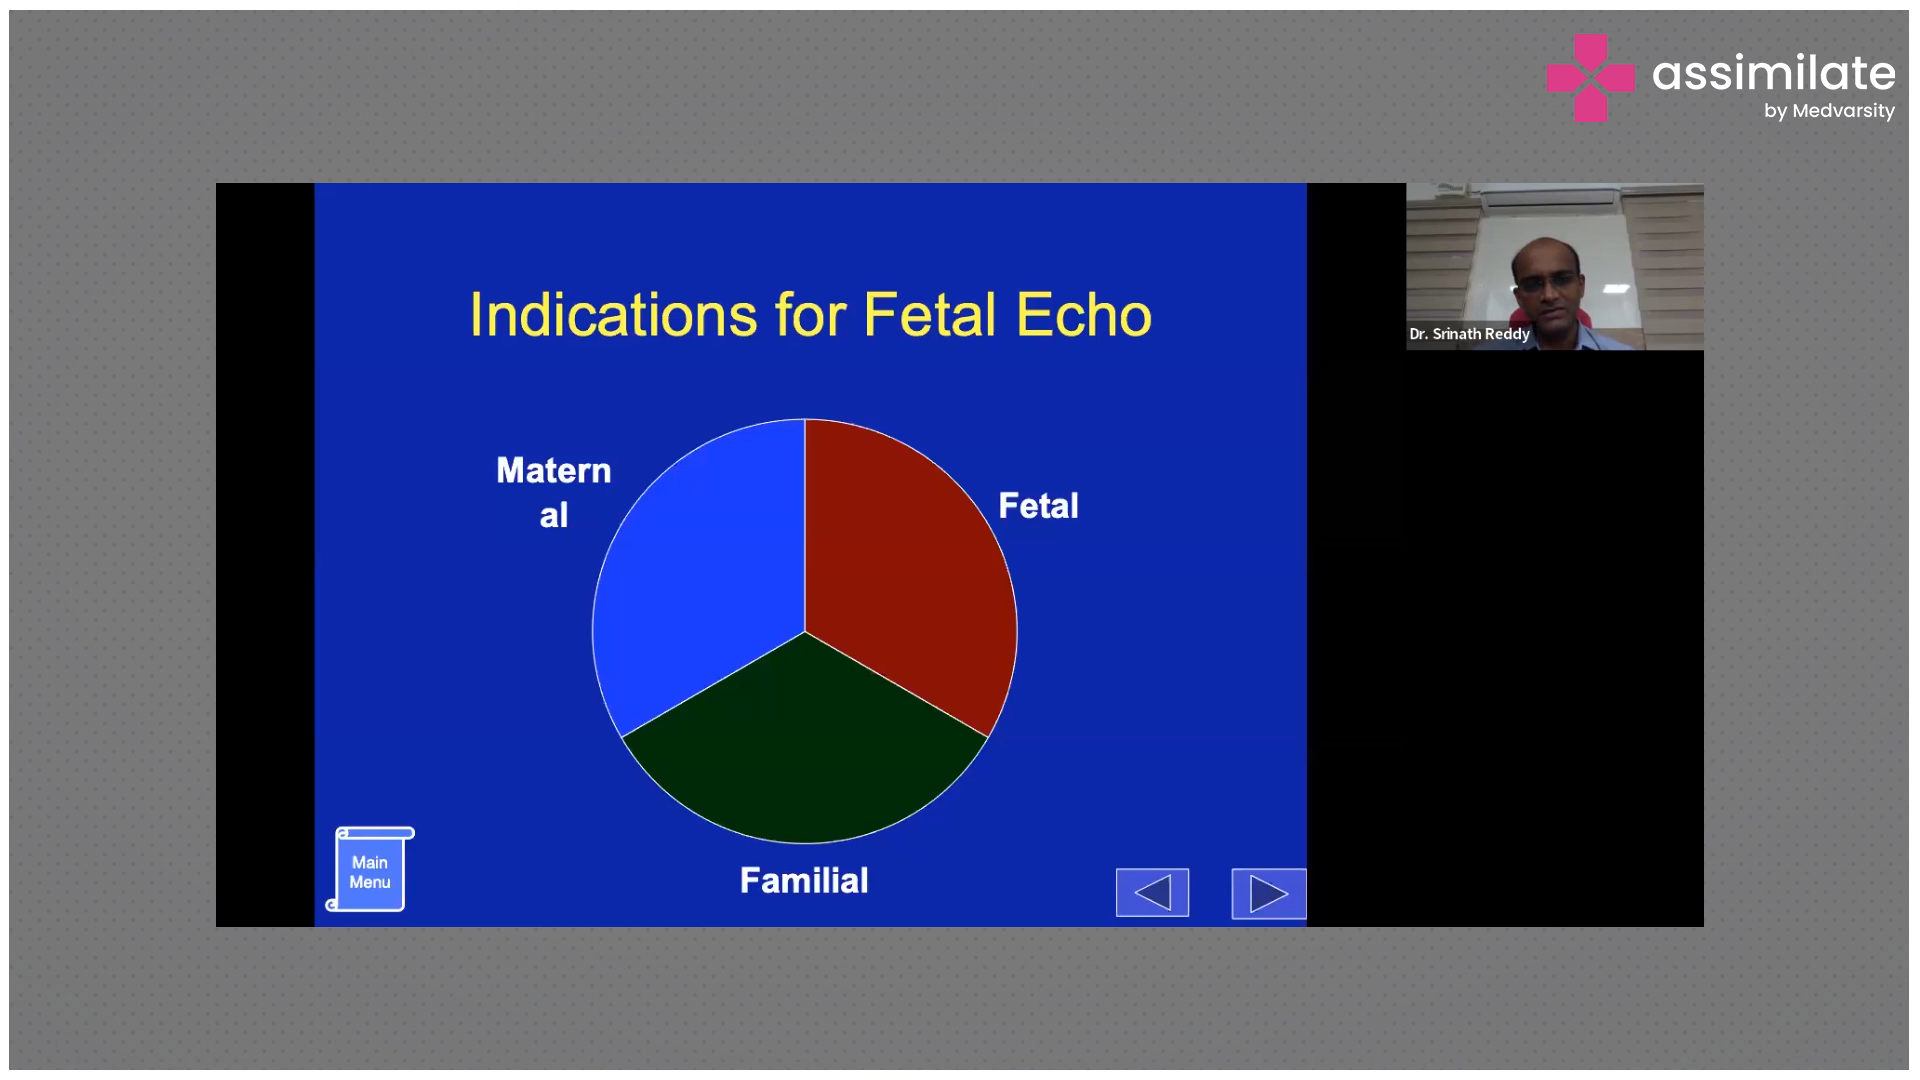 assimilate
by Medvarsity
Indications for Fetal Echo
Dr. Srinath Reddy
Matern
al
Fetal
Familial
Main
Menu